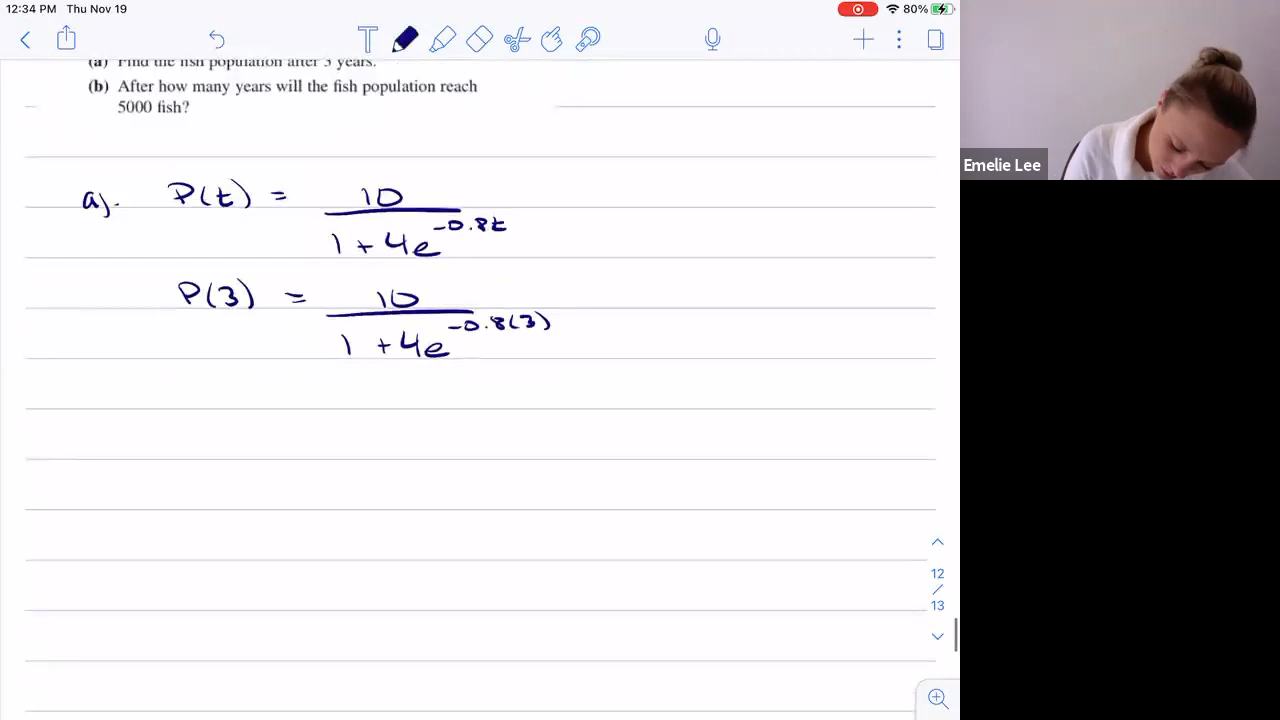 12:34 PM Thu Nov 19
80%
(a) Find the fish population after 3 years.
(b) After how many years will the fish population reach
5000 fish?
Emelie Lee
a). P(t) = 10 / 1 + 4e^-0.8t
P(3) = 10 / 1 + 4e^-0.8(3)
12
/
13